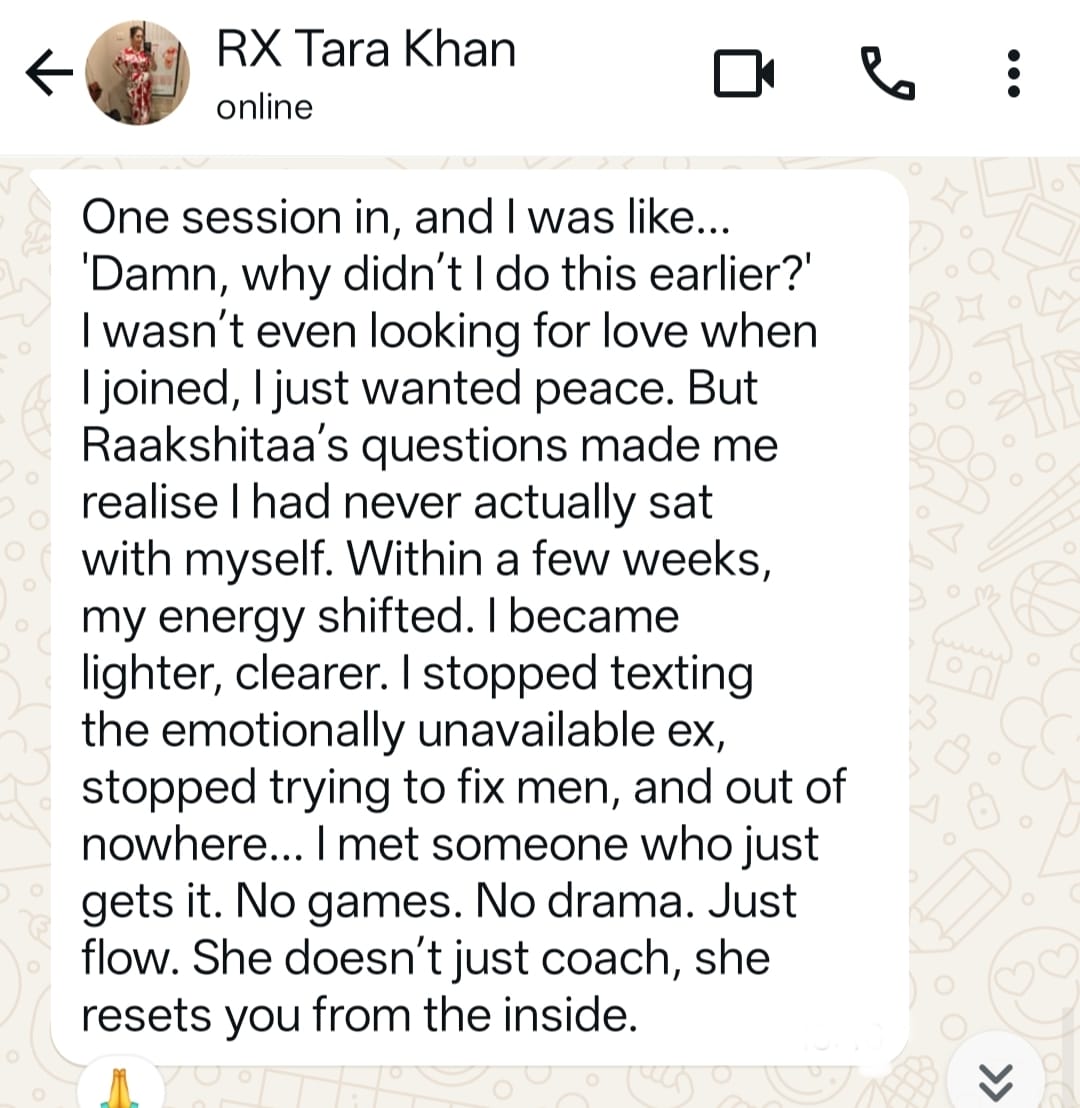 RX Tara Khan
online
One session in, and I was like...
'Damn, why didn't I do this earlier?'
I wasn't even looking for love when
I joined, I just wanted peace. But
Raakshitaa's questions made me
realise I had never actually sat
with myself. Within a few weeks,
my energy shifted. I became
lighter, clearer. I stopped texting
the emotionally unavailable ex,
stopped trying to fix men, and out of
nowhere... I met someone who just
gets it. No games. No drama. Just
flow. She doesn't just coach, she
resets you from the inside.